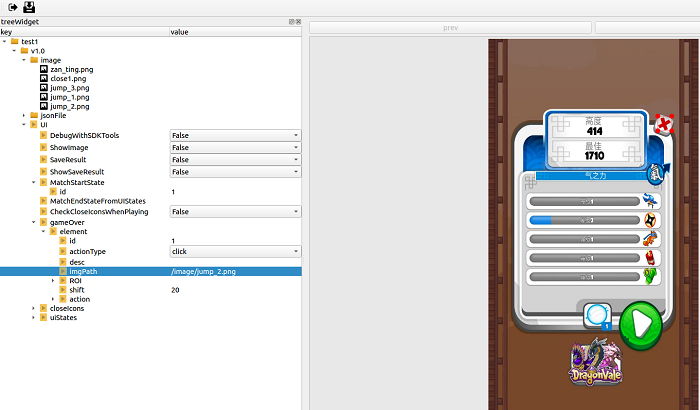 treeWidget
key value
prev
test1
v1.0
image
zan_ting.png
close1.png
jump_3.png
jump_1.png
jump_2.png
jsonFile
UI
DebugWithSDKTools False
ShowImage False
SaveResult False
ShowSaveResult False
MatchStartState
id 1
MatchEndStateFromUIStates
CheckCloseIconsWhenPlaying False
gameOver
element
id 1
actionType click
desc
imgPath /image/jump_2.png
ROI
shift 20
action
closeIcons
uiStates
高度
414
最佳
1710
气之力
氣
1
DragonVale